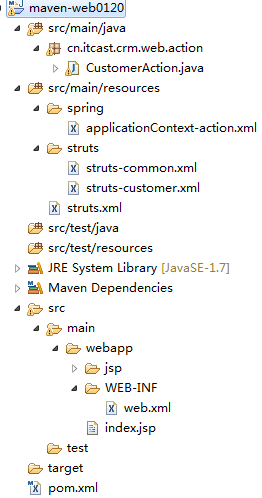 maven-web0120
src/main/java
cn.itcast.crm.web.action
CustomerAction.java
src/main/resources
spring
applicationContext-action.xml
struts
struts-common.xml
struts-customer.xml
struts.xml
src/test/java
src/test/resources
JRE System Library [JavaSE-1.7]
Maven Dependencies
src
main
webapp
jsp
WEB-INF
web.xml
index.jsp
test
target
pom.xml